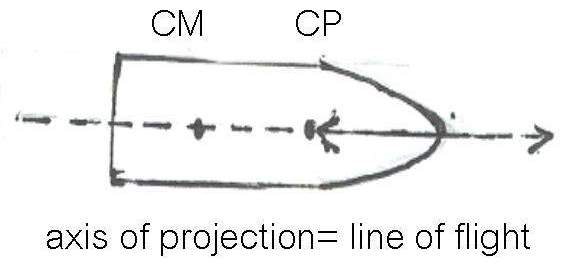 CM CP
axis of projection= line of flight